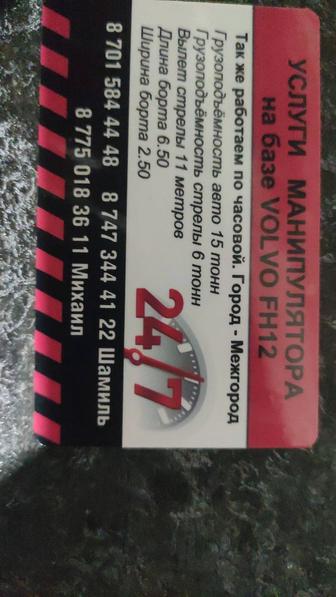 УСЛУГИ МАНИПУЛЯТОРА
на базе VOLVO FH12
Так же работаем по часовой. Город - Межгород
Грузоподъёмность авто 15 тонн
Грузоподъёмность стрелы 6 тонн
Вылет стрелы 11 метров
Длина борта 6.50
Ширина борта 2.50
24/7
8 701 584 44 48 8 747 344 41 22 Шамиль
8 775 018 36 11 Михаил